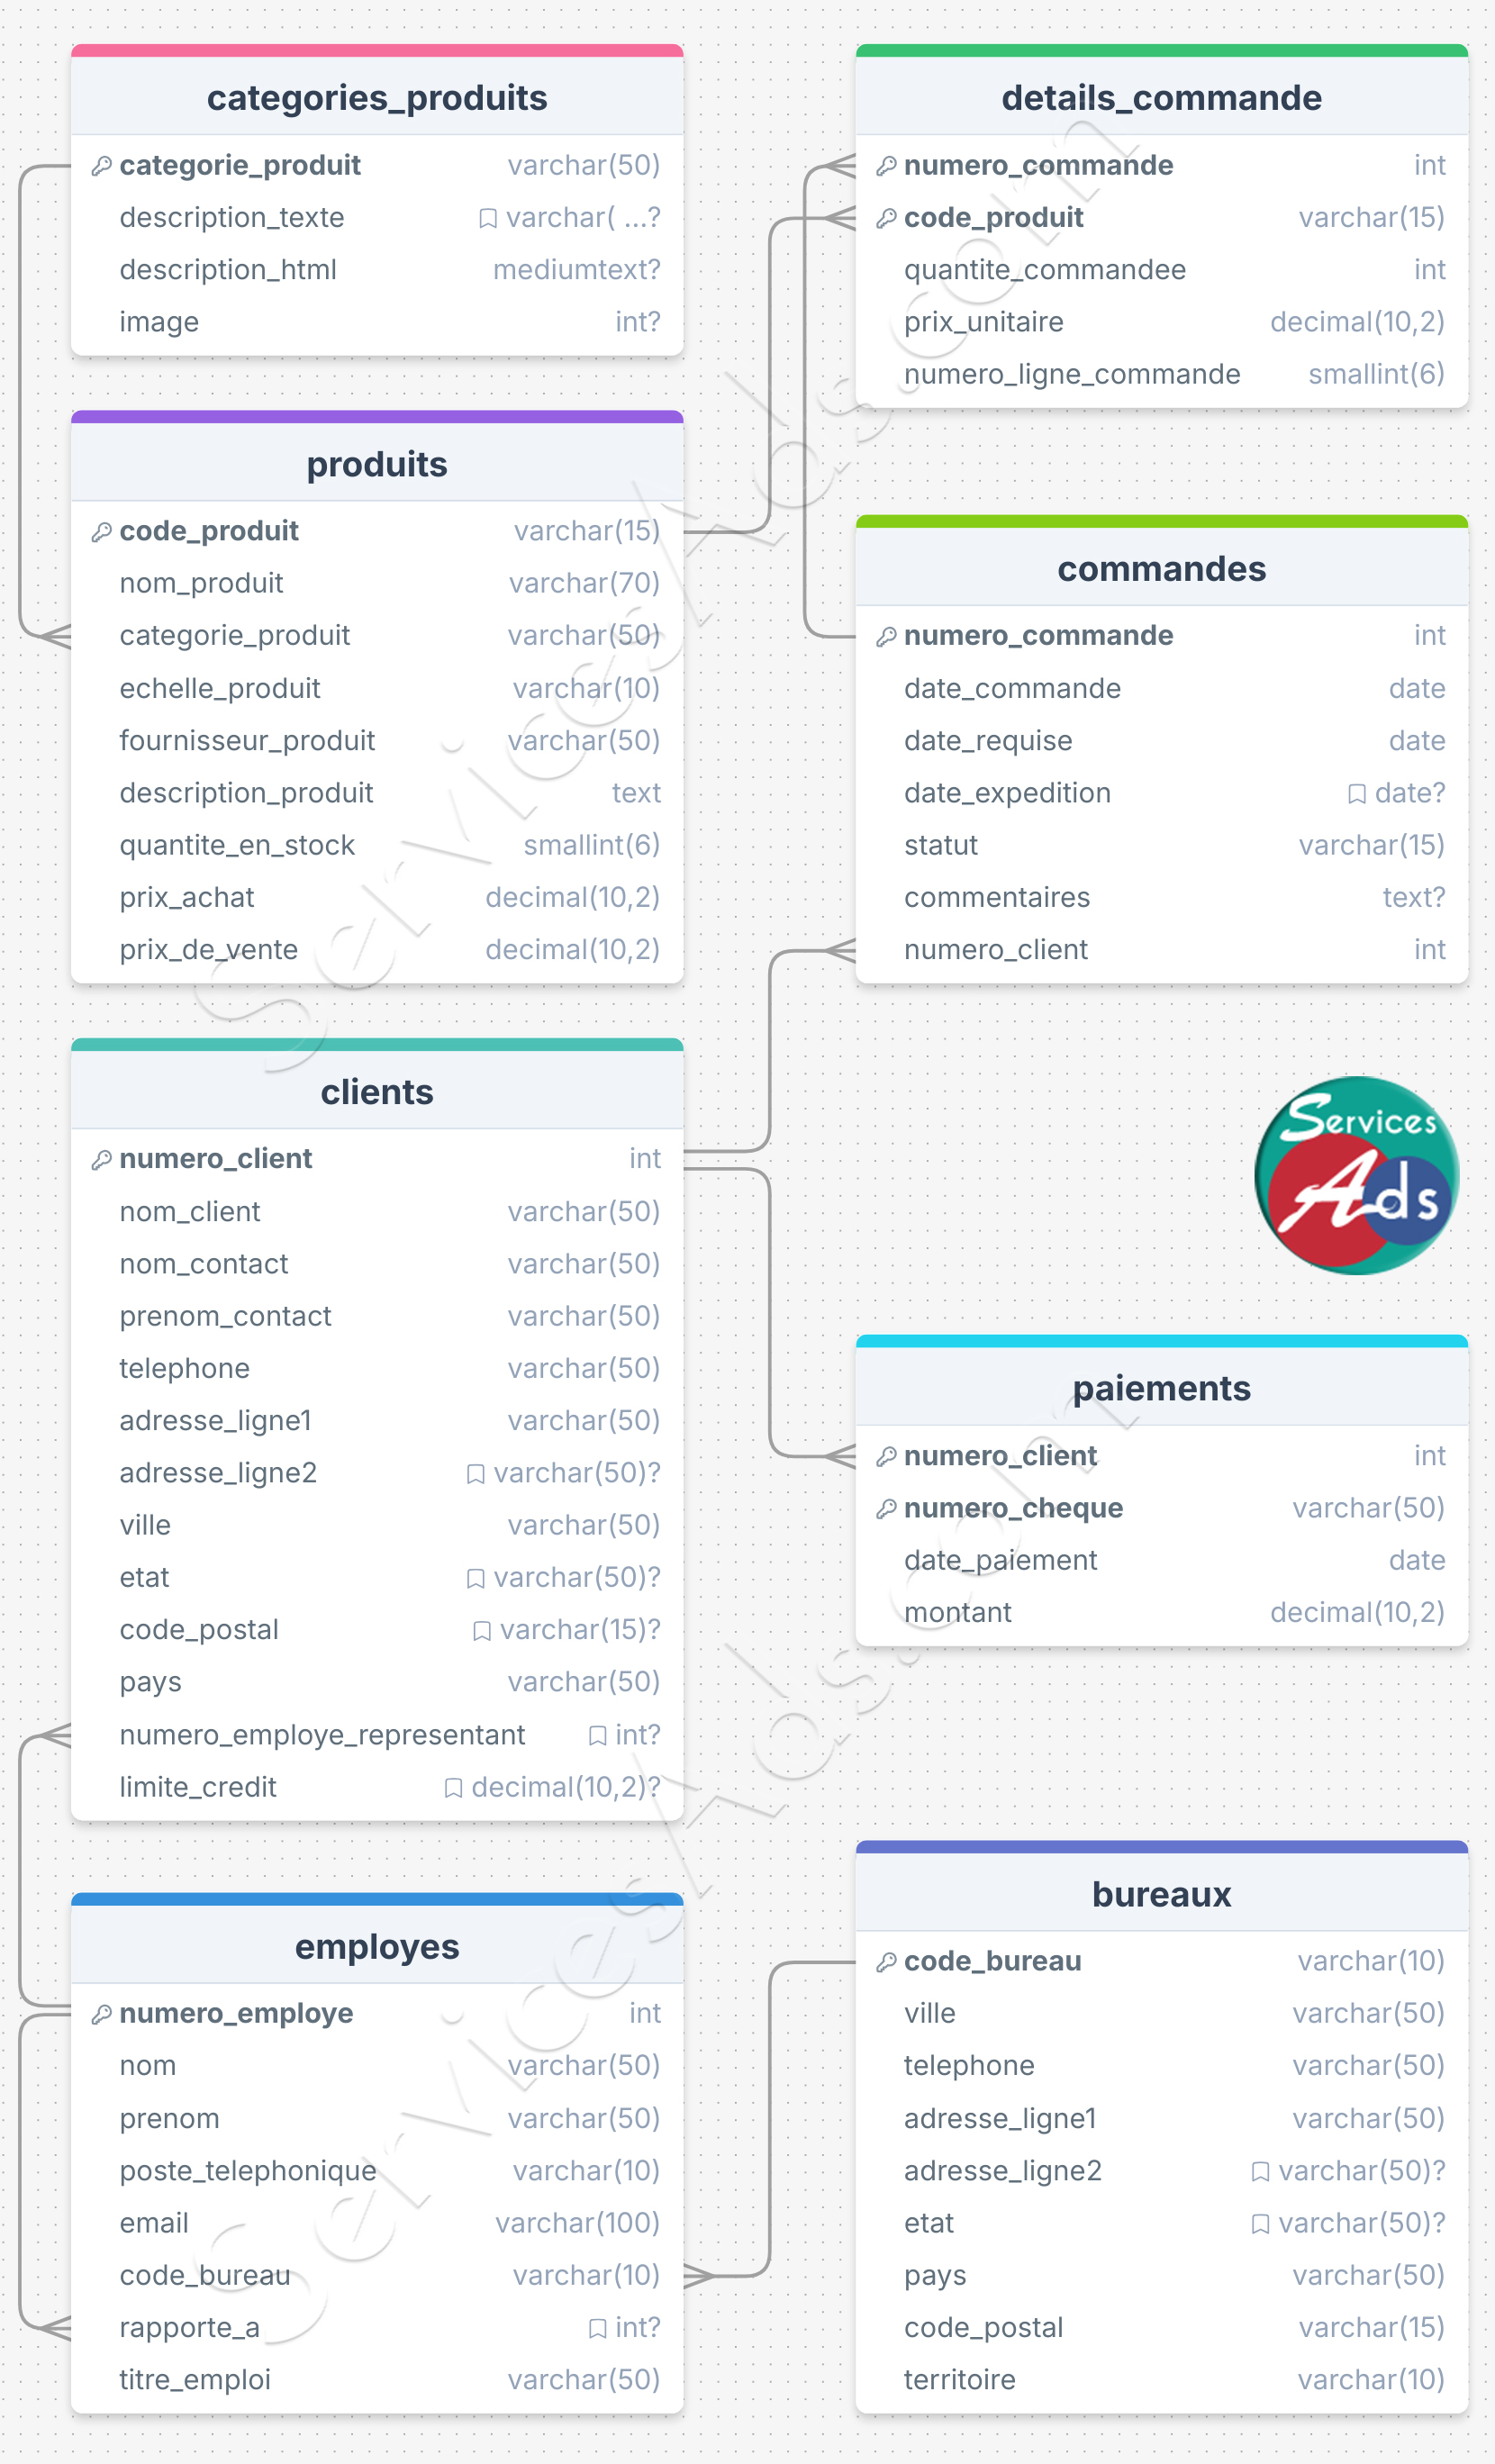 categories_produits
categorie_produit varchar(50)
description_texte varchar( ...?
description_html mediumtext?
image int?
produits
code_produit varchar(15)
nom_produit varchar(70)
categorie_produit varchar(50)
echelle_produit varchar(10)
fournisseur_produit varchar(50)
description_produit text
quantite_en_stock smallint(6)
prix_achat decimal(10,2)
prix_de_vente decimal(10,2)
clients
numero_client int
nom_client varchar(50)
nom_contact varchar(50)
prenom_contact varchar(50)
telephone varchar(50)
adresse_ligne1 varchar(50)
adresse_ligne2 varchar(50)?
ville varchar(50)
etat varchar(50)?
code_postal varchar(15)?
pays varchar(50)
numero_employe_representant int?
limite_credit decimal(10,2)?
employes
numero_employe int
nom varchar(50)
prenom varchar(50)
poste_telephonique varchar(10)
email varchar(100)
code_bureau varchar(10)
rapporte_a int?
titre_emploi varchar(50)
details_commande
numero_commande int
code_produit varchar(15)
quantite_commandee int
prix_unitaire decimal(10,2)
numero_ligne_commande smallint(6)
commandes
numero_commande int
date_commande date
date_requise date
date_expedition date?
statut varchar(15)
commentaires text?
numero_client int
Services
Ads
paiements
numero_client int
numero_cheque varchar(50)
date_paiement date
montant decimal(10,2)
bureaux
code_bureau varchar(10)
ville varchar(50)
telephone varchar(50)
adresse_ligne1 varchar(50)
adresse_ligne2 varchar(50)?
etat varchar(50)?
pays varchar(50)
code_postal varchar(15)
territoire varchar(10)
ServicesAds.com
ServicesAds.com